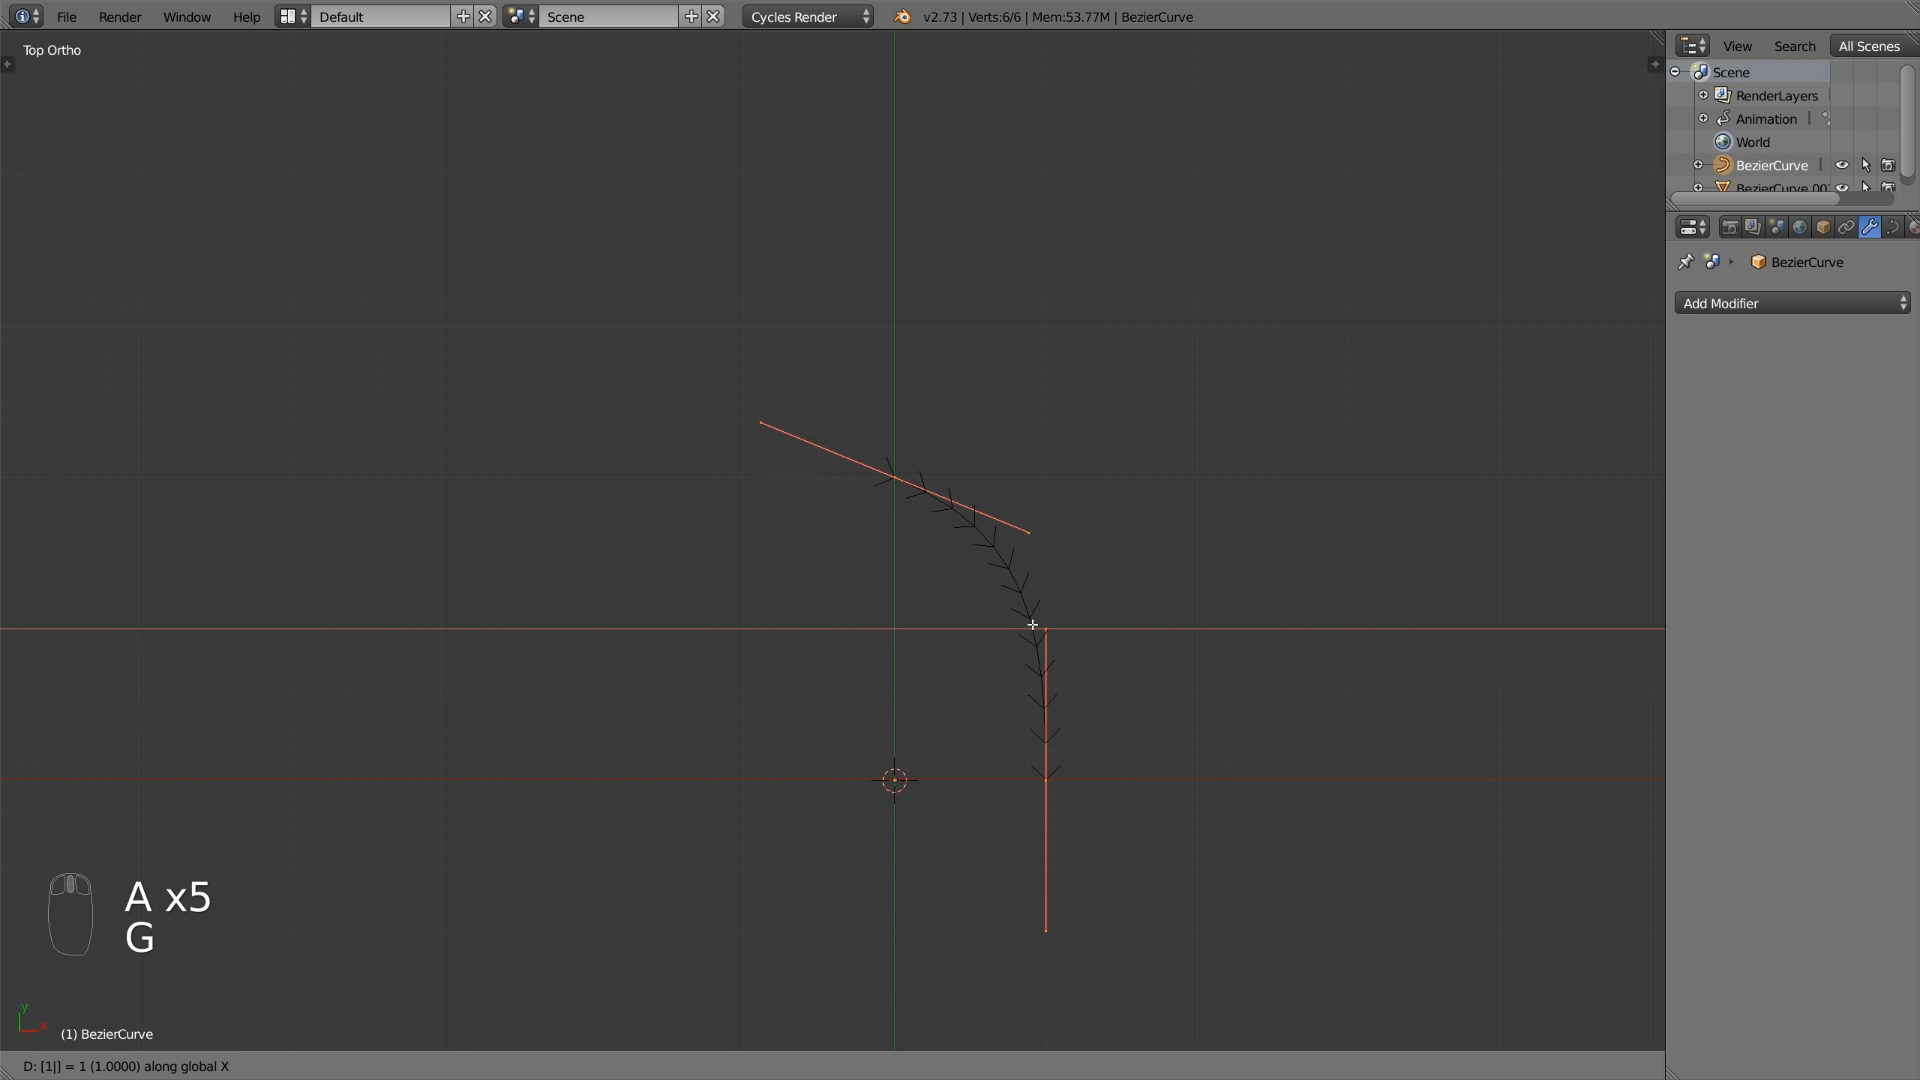 File Render Window Help Default Scene Cycles Render v2.73 | Verts:6/6 | Mem:53.77M | BezierCurve
Top Ortho
View Search All Scenes
Scene
RenderLayers
Animation
World
BezierCurve
BezierCurve.00
BezierCurve
Add Modifier
A x5
G
y
x
(1) BezierCurve
D: [1|] = 1 (1.0000) along global X